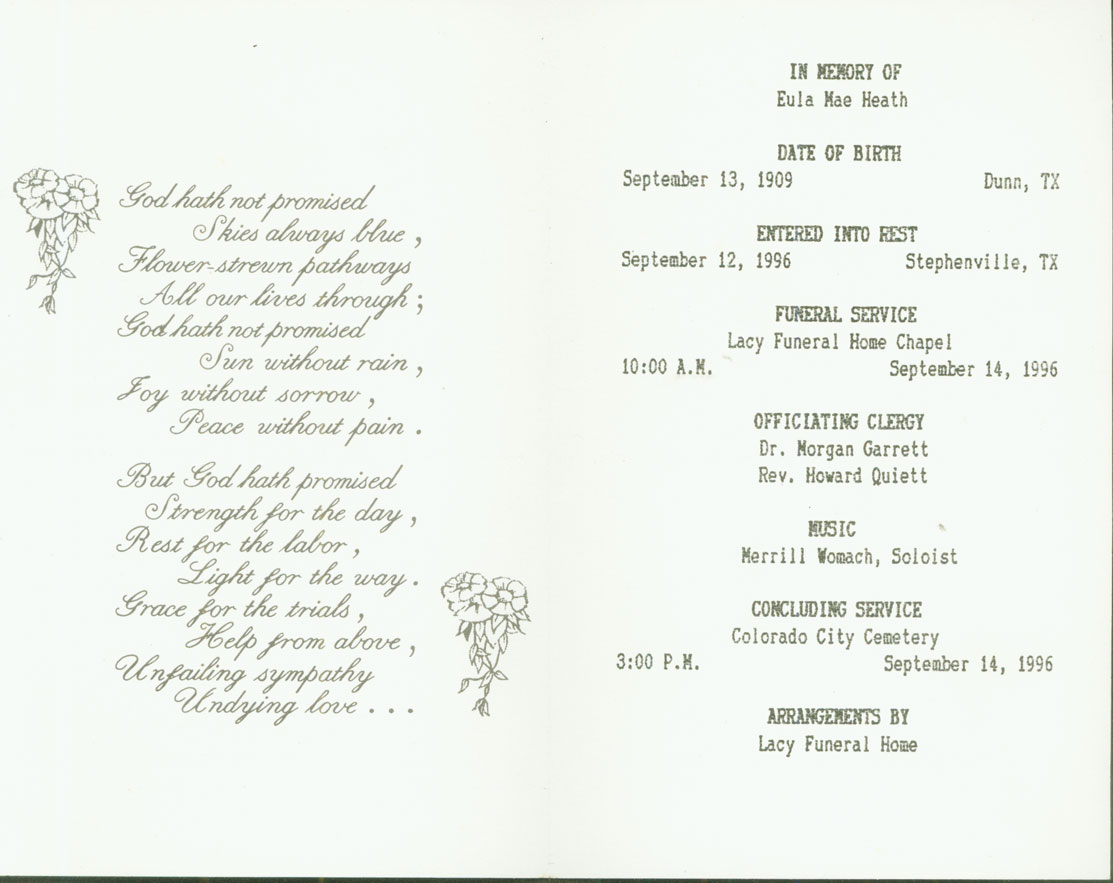 God hath not promised
Skies always blue,
Flower-strewn pathways
All our lives through;
God hath not promised
Sun without rain,
Joy without sorrow,
Peace without pain.
But God hath promised
Strength for the day,
Rest for the labor,
Light for the way.
Grace for the trials,
Help from above,
Unfailing sympathy
Undying love...
IN MEMORY OF
Eula Mae Heath
DATE OF BIRTH
September 13, 1909 Dunn, TX
ENTERED INTO REST
September 12, 1996 Stephenville, TX
FUNERAL SERVICE
Lacy Funeral Home Chapel
10:00 A.M. September 14, 1996
OFFICIATING CLERGY
Dr. Morgan Garrett
Rev. Howard Quiett
MUSIC
Merrill Womach, Soloist
CONCLUDING SERVICE
Colorado City Cemetery
3:00 P.M. September 14, 1996
ARRANGEMENTS BY
Lacy Funeral Home